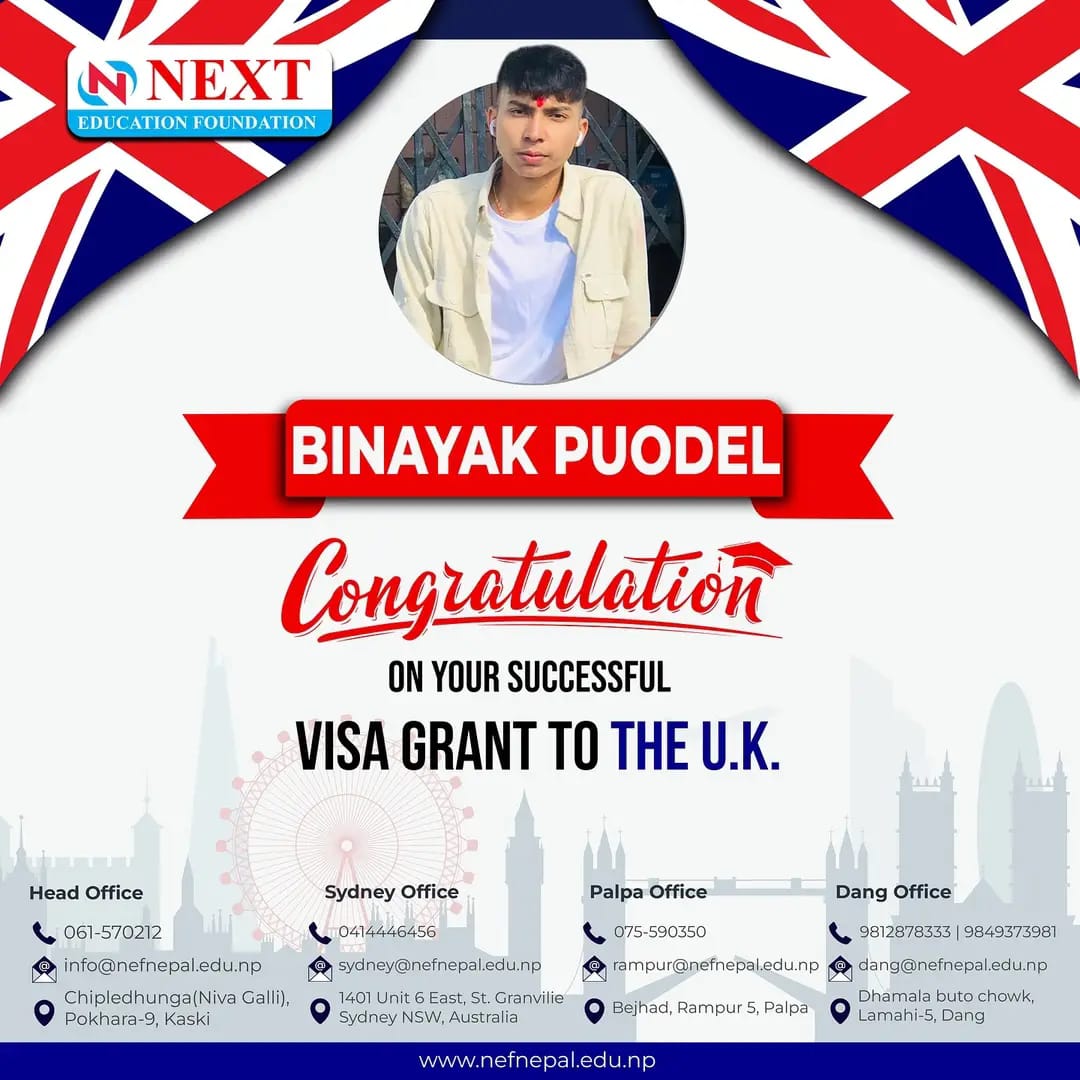 NEXT
EDUCATION FOUNDATION
BINAYAK PUODEL
Congratulation
ON YOUR SUCCESSFUL
VISA GRANT TO THE U.K.
Head Office
061-570212
info@nefnepal.edu.np
Chipledhunga(Niva Galli),
Pokhara-9, Kaski
Sydney Office
0414446456
sydney@nefnepal.edu.np
1401 Unit 6 East, St. Granvilie
Sydney NSW, Australia
Palpa Office
075-590350
rampur@nefnepal.edu.np
Bejhad, Rampur 5, Palpa
Dang Office
9812878333 | 9849373981
dang@nefnepal.edu.np
Dhamala buto chowk,
Lamahi-5, Dang
www.nefnepal.edu.np